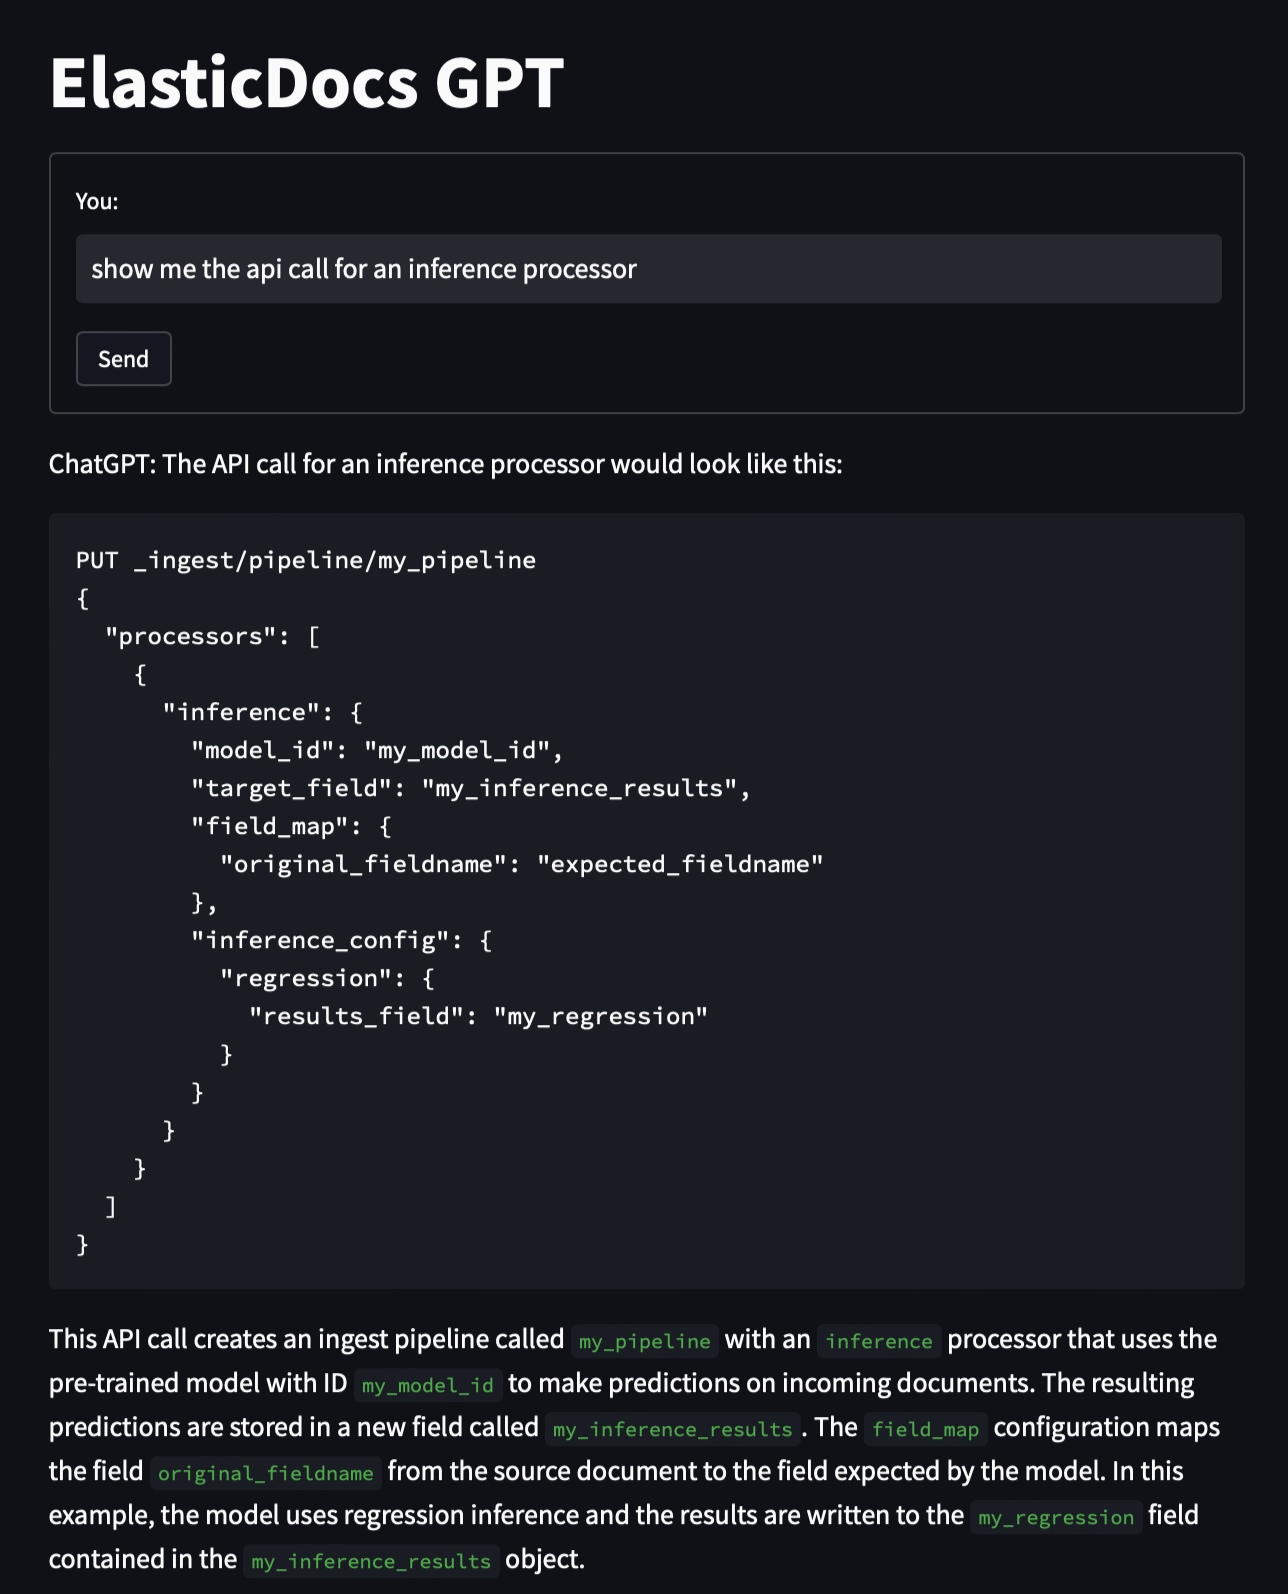 ElasticDocs GPT
You:
show me the api call for an inference processor
Send
ChatGPT: The API call for an inference processor would look like this:
PUT _ingest/pipeline/my_pipeline
{
  "processors": [
    {
      "inference": {
        "model_id": "my_model_id",
        "target_field": "my_inference_results",
        "field_map": {
          "original_fieldname": "expected_fieldname"
        },
        "inference_config": {
          "regression": {
            "results_field": "my_regression"
          }
        }
      }
    }
  ]
}
This API call creates an ingest pipeline called my_pipeline with an inference processor that uses the
pre-trained model with ID my_model_id to make predictions on incoming documents. The resulting
predictions are stored in a new field called my_inference_results. The field_map configuration maps
the field original_fieldname from the source document to the field expected by the model. In this
example, the model uses regression inference and the results are written to the my_regression field
contained in the my_inference_results object.